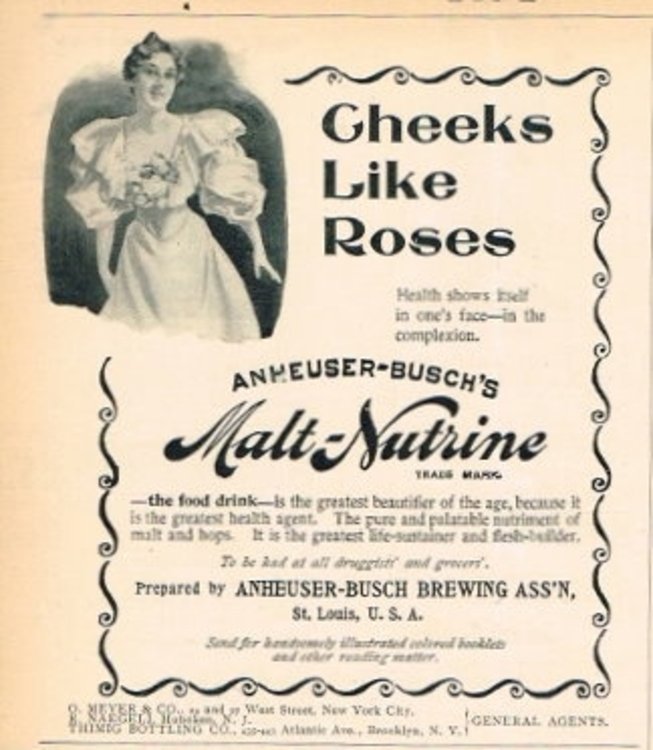 Cheeks
Like
Roses
Health shows itself
in one's face—in the
complexion.
ANHEUSER-BUSCH'S
Malt-Nutrine
TRADE MARK.
—the food drink—is the greatest beautifier of the age, because it
is the greatest health agent. The pure and palatable nutriment of
malt and hops. It is the greatest life-sustainer and flesh-builder.
To be had at all druggists' and grocers'.
Prepared by ANHEUSER-BUSCH BREWING ASS'N,
St. Louis, U. S. A.
Send for handsomely illustrated colored booklets
and other reading matter.
O. MEYER & CO., and 27 West Street, New York City.
E. NAEGELI, Hoboken, N. J.
THIMIG BOTTLING CO., Atlantic Ave., Brooklyn, N. Y.
GENERAL AGENTS.